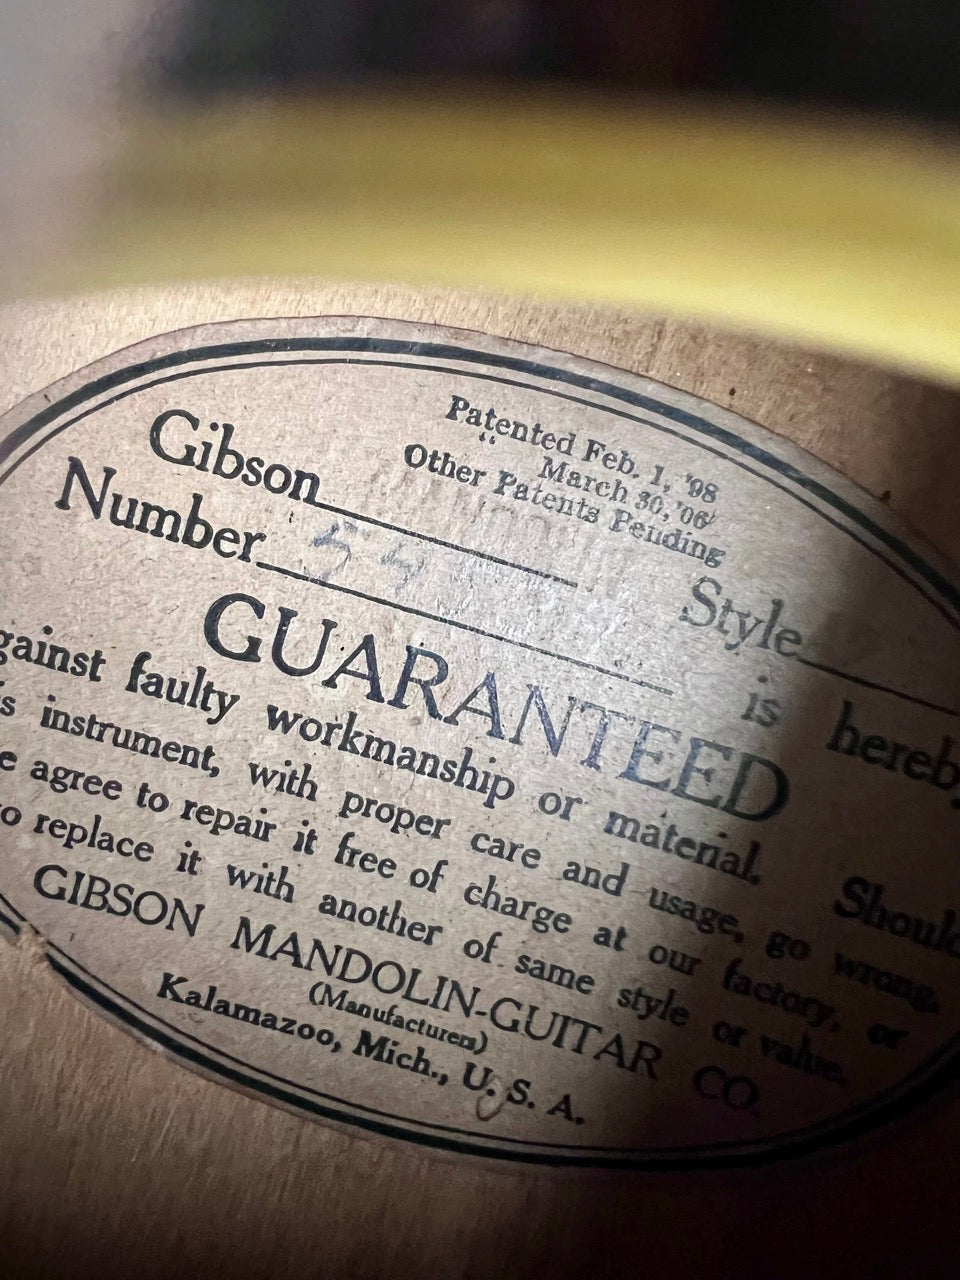 Patented Feb. 1, '98
" March 30, '06
Other Patents Pending
Gibson Style
Number is hereby
GUARANTEED
against faulty workmanship or material. Should
instrument, with proper care and usage, go wrong,
agree to repair it free of charge at our factory, or
replace it with another of same style or value.
GIBSON MANDOLIN-GUITAR CO.
(Manufacturers)
Kalamazoo, Mich., U. S. A.